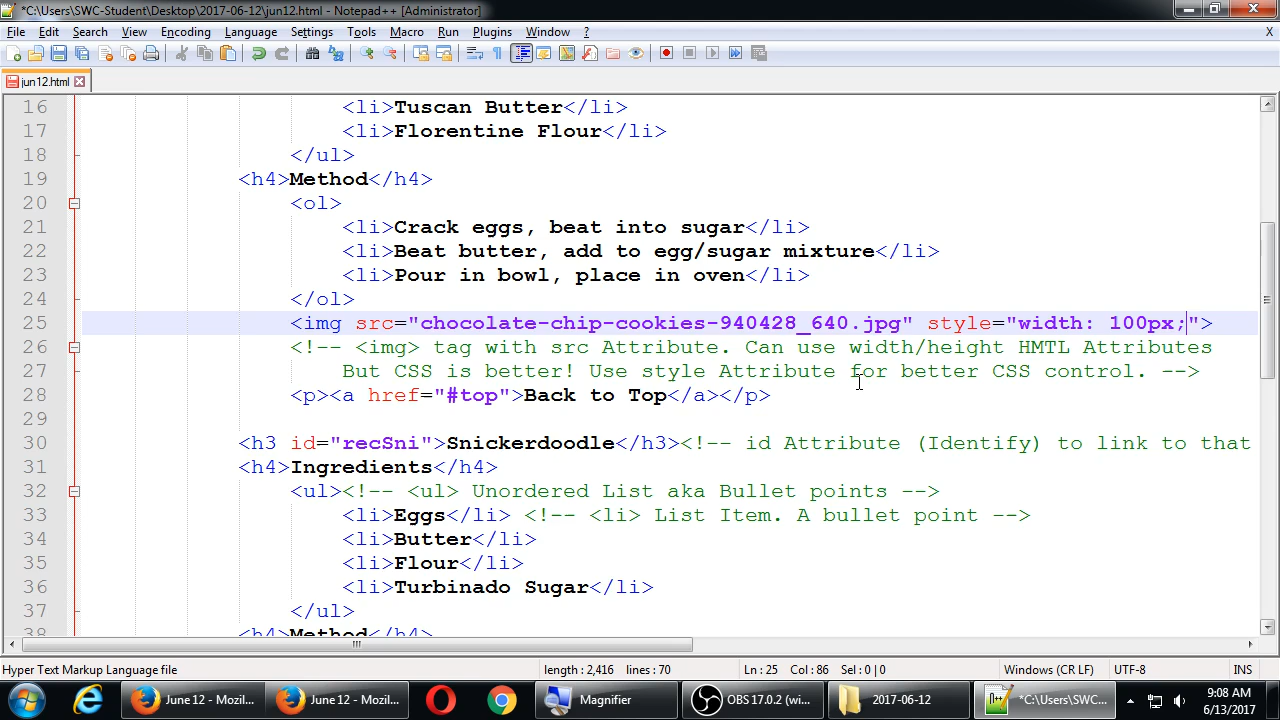 *C:\Users\SWC-Student\Desktop\2017-06-12\jun12.html - Notepad++ [Administrator]
File Edit Search View Encoding Language Settings Tools Macro Run Plugins Window ? X
jun12.html
16 <li>Tuscan Butter</li>
17 <li>Florentine Flour</li>
18 </ul>
19 <h4>Method</h4>
20 <ol>
21 <li>Crack eggs, beat into sugar</li>
22 <li>Beat butter, add to egg/sugar mixture</li>
23 <li>Pour in bowl, place in oven</li>
24 </ol>
25 <img src="chocolate-chip-cookies-940428_640.jpg" style="width: 100px;">
26 <!-- <img> tag with src Attribute. Can use width/height HMTL Attributes
27 But CSS is better! Use style Attribute for better CSS control. -->
28 <p><a href="#top">Back to Top</a></p>
29
30 <h3 id="recSni">Snickerdoodle</h3><!-- id Attribute (Identify) to link to that
31 <h4>Ingredients</h4>
32 <ul><!-- <ul> Unordered List aka Bullet points -->
33 <li>Eggs</li> <!-- <li> List Item. A bullet point -->
34 <li>Butter</li>
35 <li>Flour</li>
36 <li>Turbinado Sugar</li>
37 </ul>
38 <h4>Method</h4>
Hyper Text Markup Language file length : 2,416 lines : 70 Ln : 25 Col : 86 Sel : 0 | 0 Windows (CR LF) UTF-8 INS
June 12 - Mozil... June 12 - Mozil... Magnifier OBS 17.0.2 (wi... 2017-06-12 *C:\Users\SWC... 9:08 AM
6/13/2017